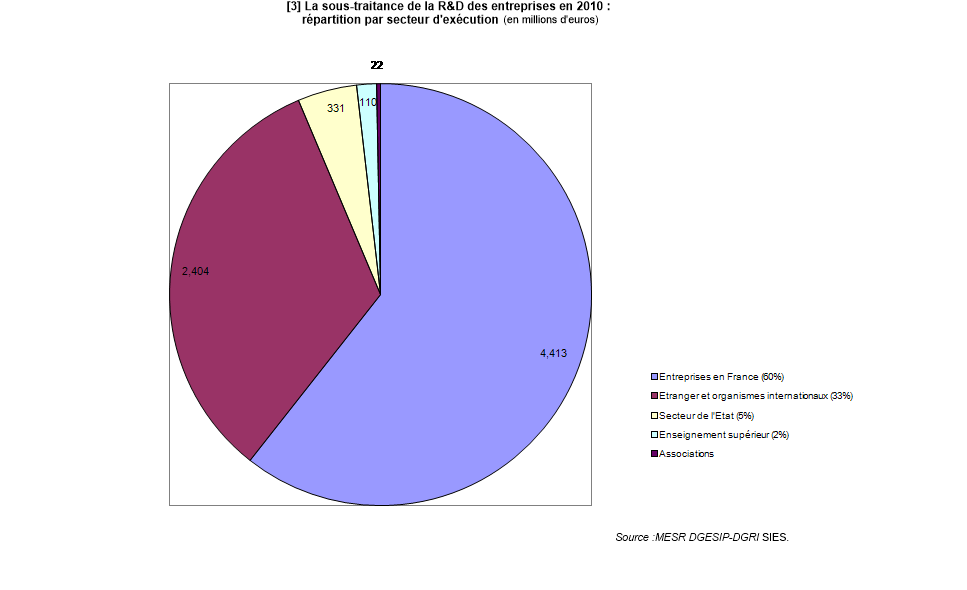 [3] La sous-traitance de la R&D des entreprises en 2010 :
répartition par secteur d'exécution (en millions d'euros)
22
110
331
2,404
4,413
Entreprises en France (60%)
Etranger et organismes internationaux (33%)
Secteur de l'Etat (5%)
Enseignement supérieur (2%)
Associations
Source :MESR DGESIP-DGRI SIES.